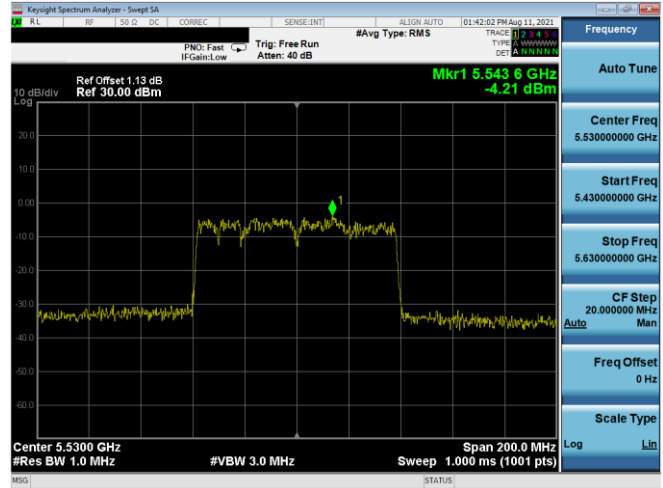 Keysight Spectrum Analyzer - Swept SA
RL RF 50 Ω DC CORREC SENSE:INT ALIGN AUTO 01:42:02 PM Aug 11, 2021
PNO: Fast Trig: Free Run #Avg Type: RMS TRACE 1 2 3 4 5 6
TYPE A WWWWW
IFGain:Low Atten: 40 dB DET A N N N N N
Mkr1 5.543 6 GHz
Ref Offset 1.13 dB
10 dB/div Ref 30.00 dBm -4.21 dBm
Log
20.0
10.0
0.00
1
-10.0
-20.0
-30.0
-40.0
-50.0
-60.0
Center 5.5300 GHz Span 200.0 MHz
#Res BW 1.0 MHz #VBW 3.0 MHz Sweep 1.000 ms (1001 pts)
MSG STATUS
Frequency
Auto Tune
Center Freq
5.530000000 GHz
Start Freq
5.430000000 GHz
Stop Freq
5.630000000 GHz
CF Step
20.000000 MHz
Auto Man
Freq Offset
0 Hz
Scale Type
Log Lin